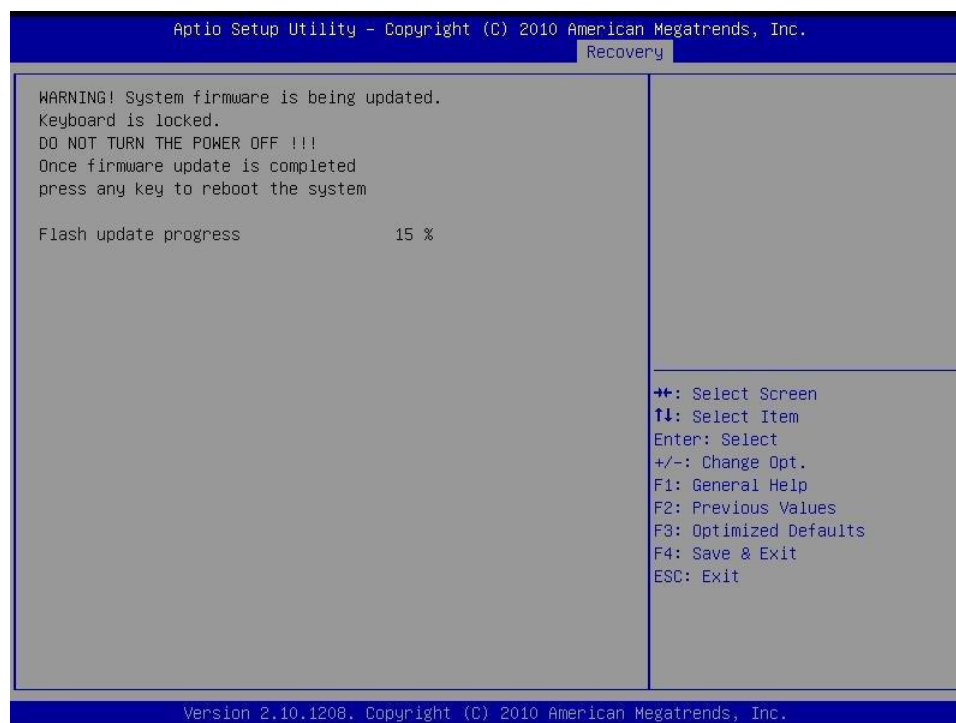 Aptio Setup Utility – Copyright (C) 2010 American Megatrends, Inc.
Recovery
WARNING! System firmware is being updated.
Keyboard is locked.
DO NOT TURN THE POWER OFF !!!
Once firmware update is completed
press any key to reboot the system
Flash update progress 15 %
→←: Select Screen
↑↓: Select Item
Enter: Select
+/-: Change Opt.
F1: General Help
F2: Previous Values
F3: Optimized Defaults
F4: Save & Exit
ESC: Exit
Version 2.10.1208. Copyright (C) 2010 American Megatrends, Inc.